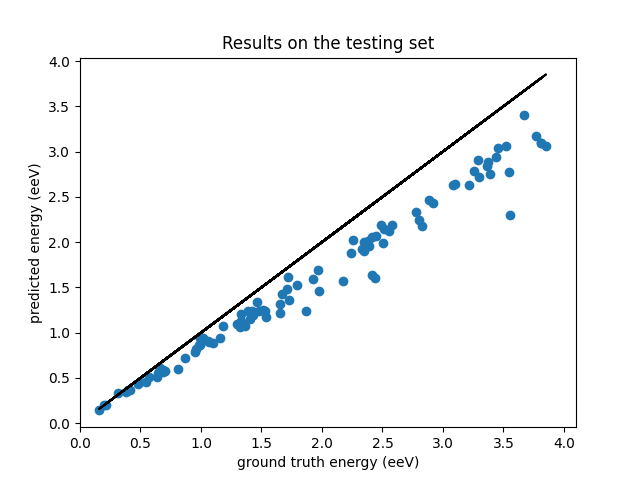 Results on the testing set
4.0
3.5
3.0
2.5
2.0
1.5
1.0
0.5
0.0
predicted energy (eeV)
0.0 0.5 1.0 1.5 2.0 2.5 3.0 3.5 4.0
ground truth energy (eeV)